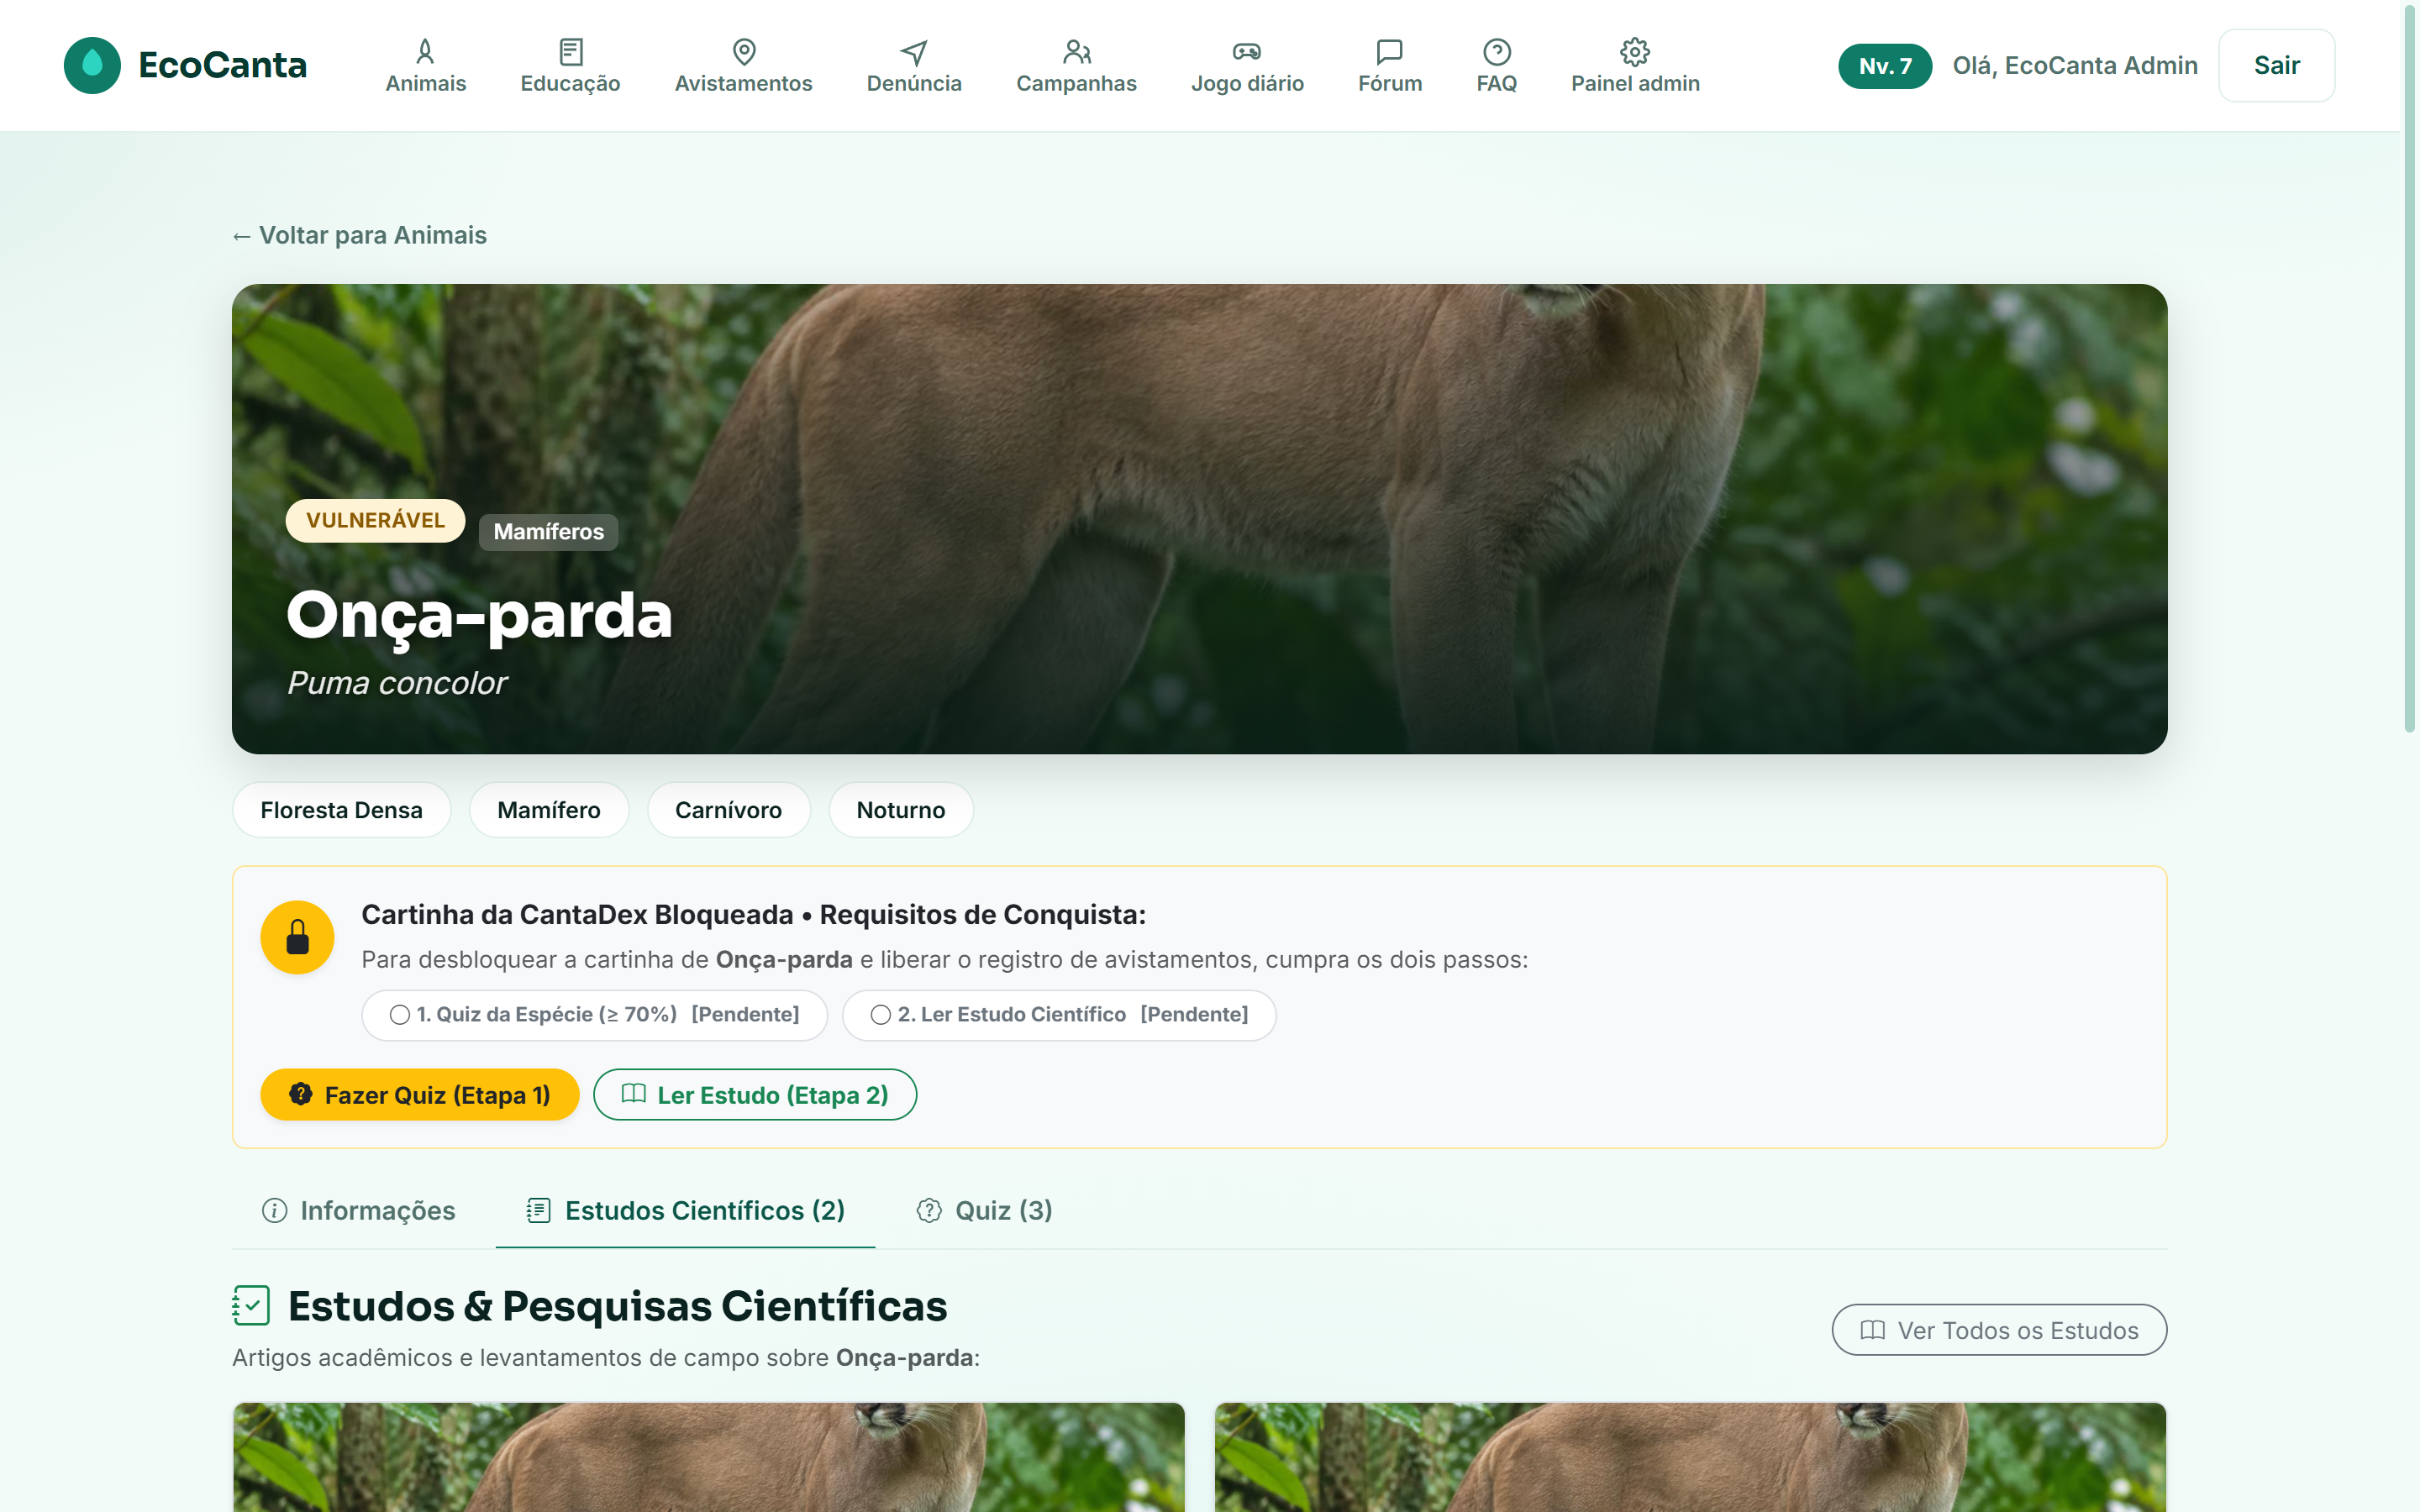 EcoCanta
Animais
Educação
Avistamentos
Denúncia
Campanhas
Jogo diário
Fórum
FAQ
Painel admin
Nv. 7
Olá, EcoCanta Admin
Sair
← Voltar para Animais
VULNERÁVEL
Mamíferos
Onça-parda
Puma concolor
Floresta Densa
Mamífero
Carnívoro
Noturno
Cartinha da CantaDex Bloqueada • Requisitos de Conquista:
Para desbloquear a cartinha de Onça-parda e liberar o registro de avistamentos, cumpra os dois passos:
1. Quiz da Espécie (≥ 70%) [Pendente]
2. Ler Estudo Científico [Pendente]
Fazer Quiz (Etapa 1)
Ler Estudo (Etapa 2)
Informações
Estudos Científicos (2)
Quiz (3)
Estudos & Pesquisas Científicas
Artigos acadêmicos e levantamentos de campo sobre Onça-parda:
Ver Todos os Estudos